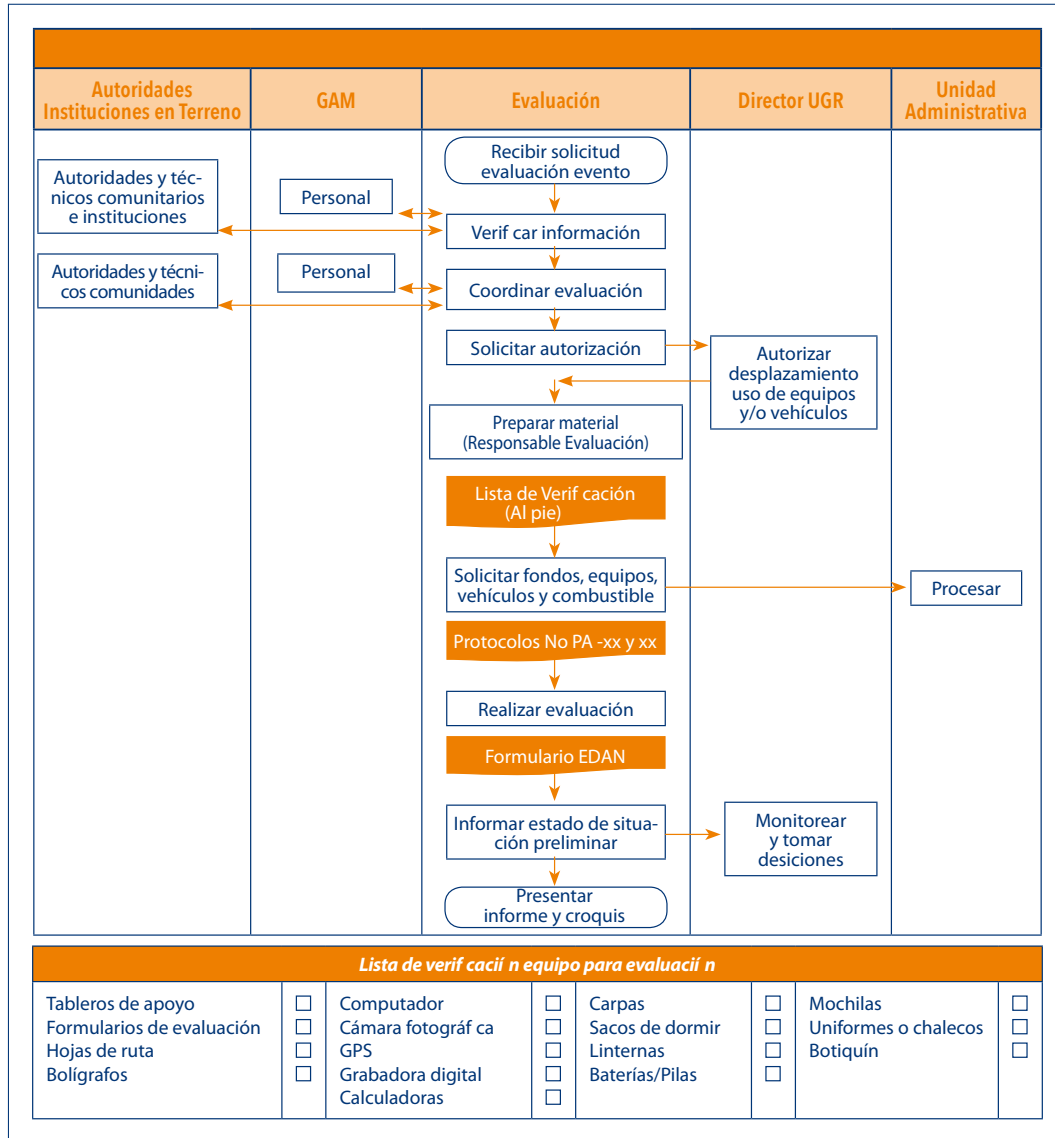 Autoridades
Instituciones en Terreno
GAM
Evaluación
Director UGR
Unidad
Administrativa
Recibir solicitud
evaluación evento
Autoridades y téc-
nicos comunitarios
e instituciones
Personal
Verif car información
Autoridades y técni-
cos comunidades
Personal
Coordinar evaluación
Solicitar autorización
Autorizar
desplazamiento
uso de equipos
y/o vehículos
Preparar material
(Responsable Evaluación)
Lista de Verif cación
(Al pie)
Solicitar fondos, equipos,
vehículos y combustible
Procesar
Protocolos No PA -xx y xx
Realizar evaluación
Formulario EDAN
Informar estado de situa-
ción preliminar
Monitorear
y tomar
desiciones
Presentar
informe y croquis
Lista de verif cacií n equipo para evaluacií n
Tableros de apoyo
Formularios de evaluación
Hojas de ruta
Bolígrafos
Computador
Cámara fotográf ca
GPS
Grabadora digital
Calculadoras
Carpas
Sacos de dormir
Linternas
Baterías/Pilas
Mochilas
Uniformes o chalecos
Botiquín